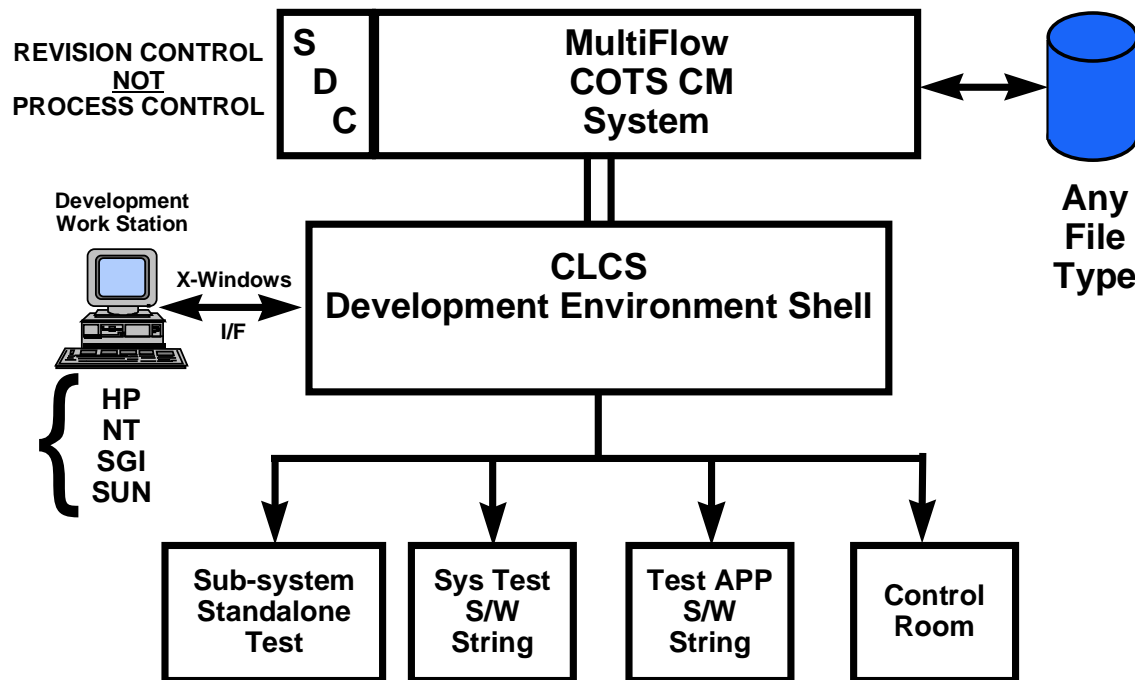 REVISION CONTROL
NOT
PROCESS CONTROL
S
D
C
MultiFlow
COTS CM
System
Any
File
Type
Development
Work Station
X-Windows
I/F
CLCS
Development Environment Shell
HP
NT
SGI
SUN
Sub-system
Standalone
Test
Sys Test
S/W
String
Test APP
S/W
String
Control
Room